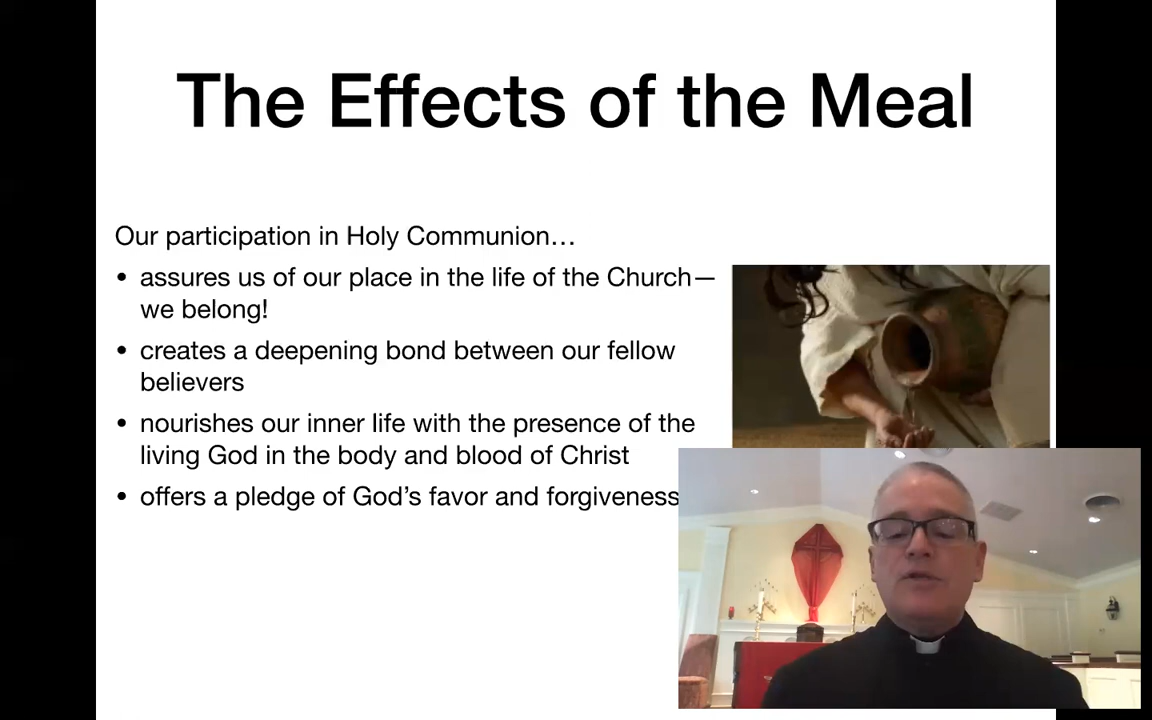 The Effects of the Meal
Our participation in Holy Communion…
• assures us of our place in the life of the Church—
we belong!
• creates a deepening bond between our fellow
believers
• nourishes our inner life with the presence of the
living God in the body and blood of Christ
• offers a pledge of God’s favor and forgiveness